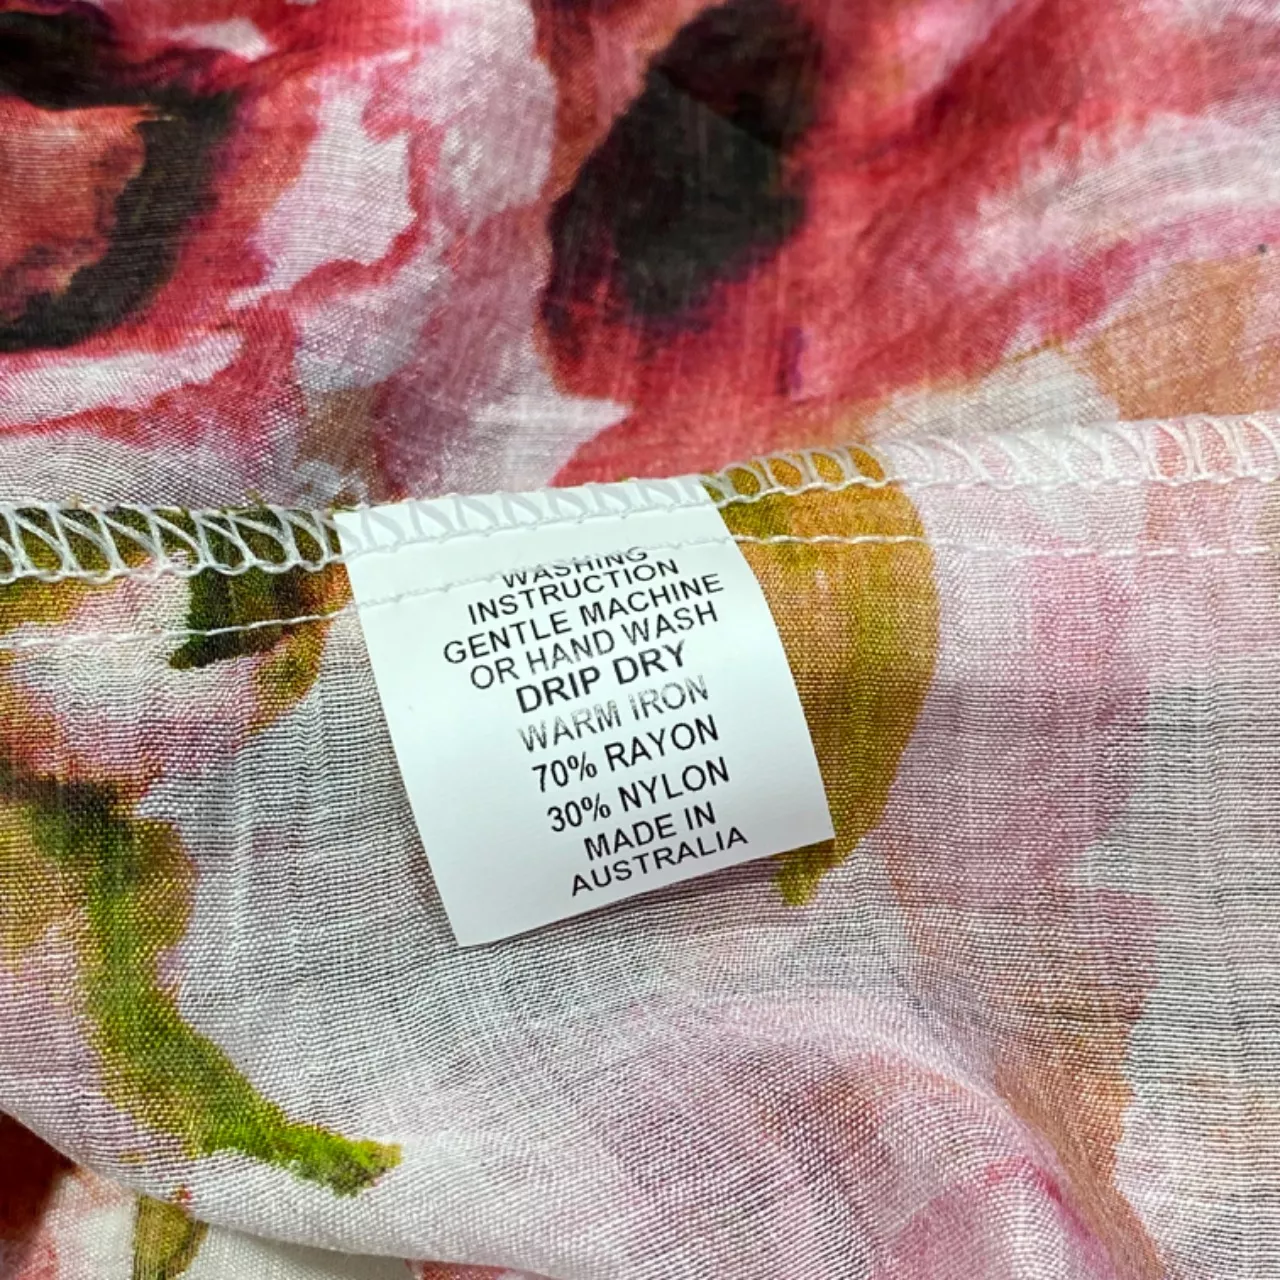 WASHING
INSTRUCTION
GENTLE MACHINE
OR HAND WASH
DRIP DRY
WARM IRON
70% RAYON
30% NYLON
MADE IN
AUSTRALIA